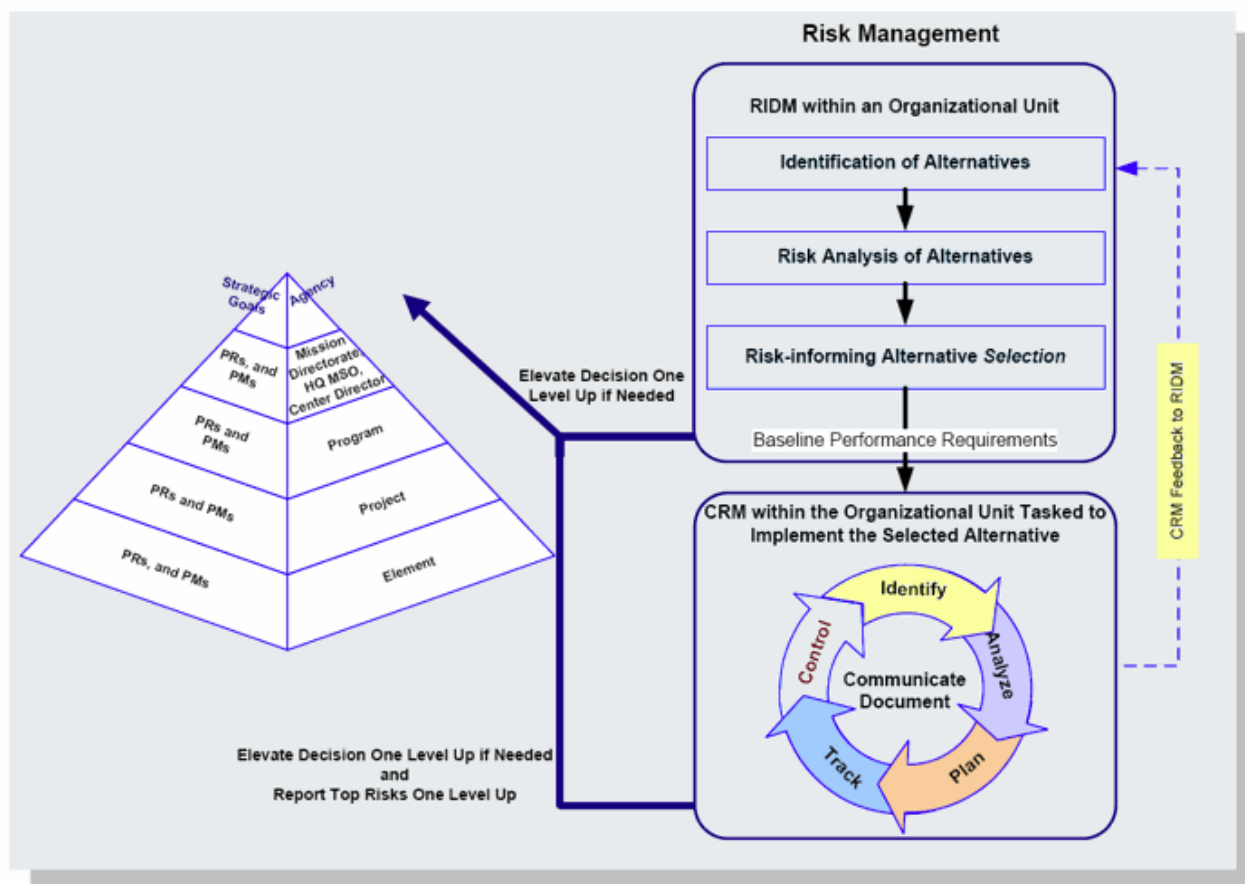 Risk Management
RIDM within an Organizational Unit
Identification of Alternatives
Risk Analysis of Alternatives
Risk-informing Alternative Selection
Baseline Performance Requirements
CRM within the Organizational Unit Tasked to
Implement the Selected Alternative
Identify
Analyze
Plan
Track
Control
Communicate
Document
CRM Feedback to RIDM
Elevate Decision One
Level Up if Needed
Elevate Decision One Level Up if Needed
and
Report Top Risks One Level Up
Strategic
Goals
Agency
PRs, and
PMs
Mission
Directorate,
HQ MSO,
Center Director
PRs and
PMs
Program
PRs and PMs
Project
PRs, and PMs
Element